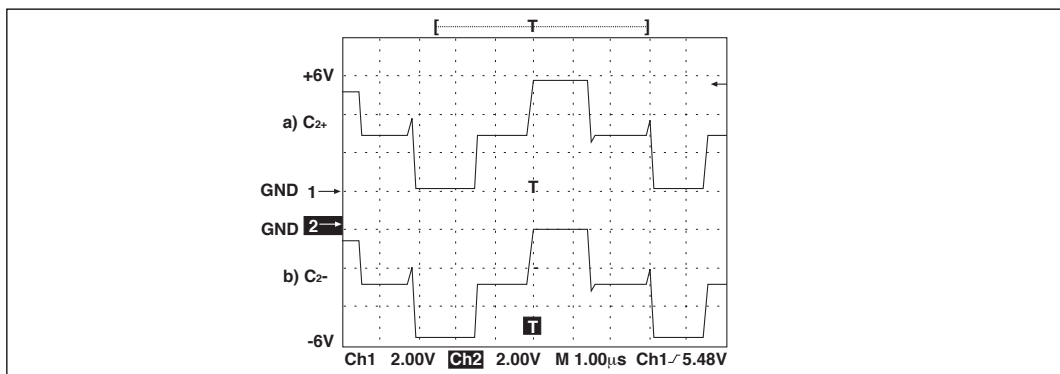 [ T ]
+6V
a) C2+
GND 1→ T
GND 2→
b) C2-
T
-6V
Ch1 2.00V Ch2 2.00V M 1.00µs Ch1 5.48V